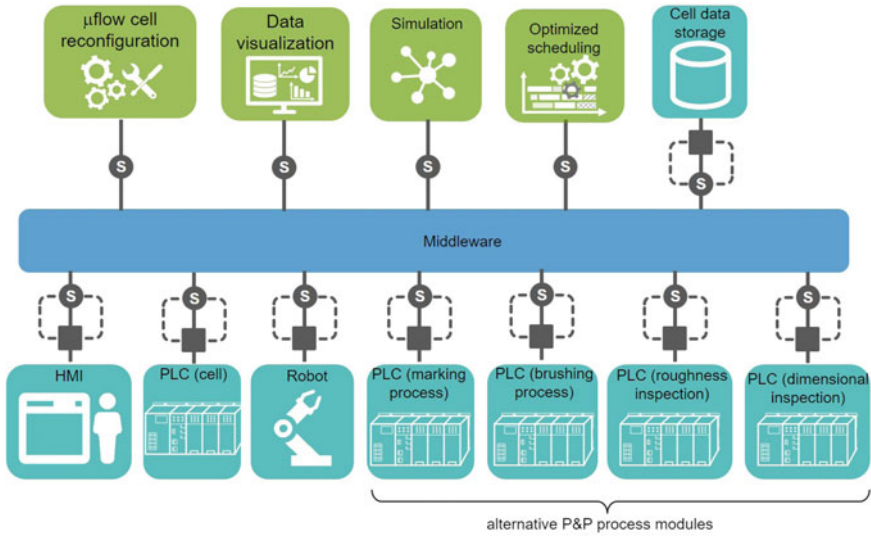 μflow cell
reconfiguration
Data
visualization
Simulation
Optimized
scheduling
Cell data
storage
S
S
S
S
S
Middleware
S
S
S
S
S
S
S
HMI
PLC (cell)
Robot
PLC (marking
process)
PLC (brushing
process)
PLC (roughness
inspection)
PLC (dimensional
inspection)
alternative P&P process modules